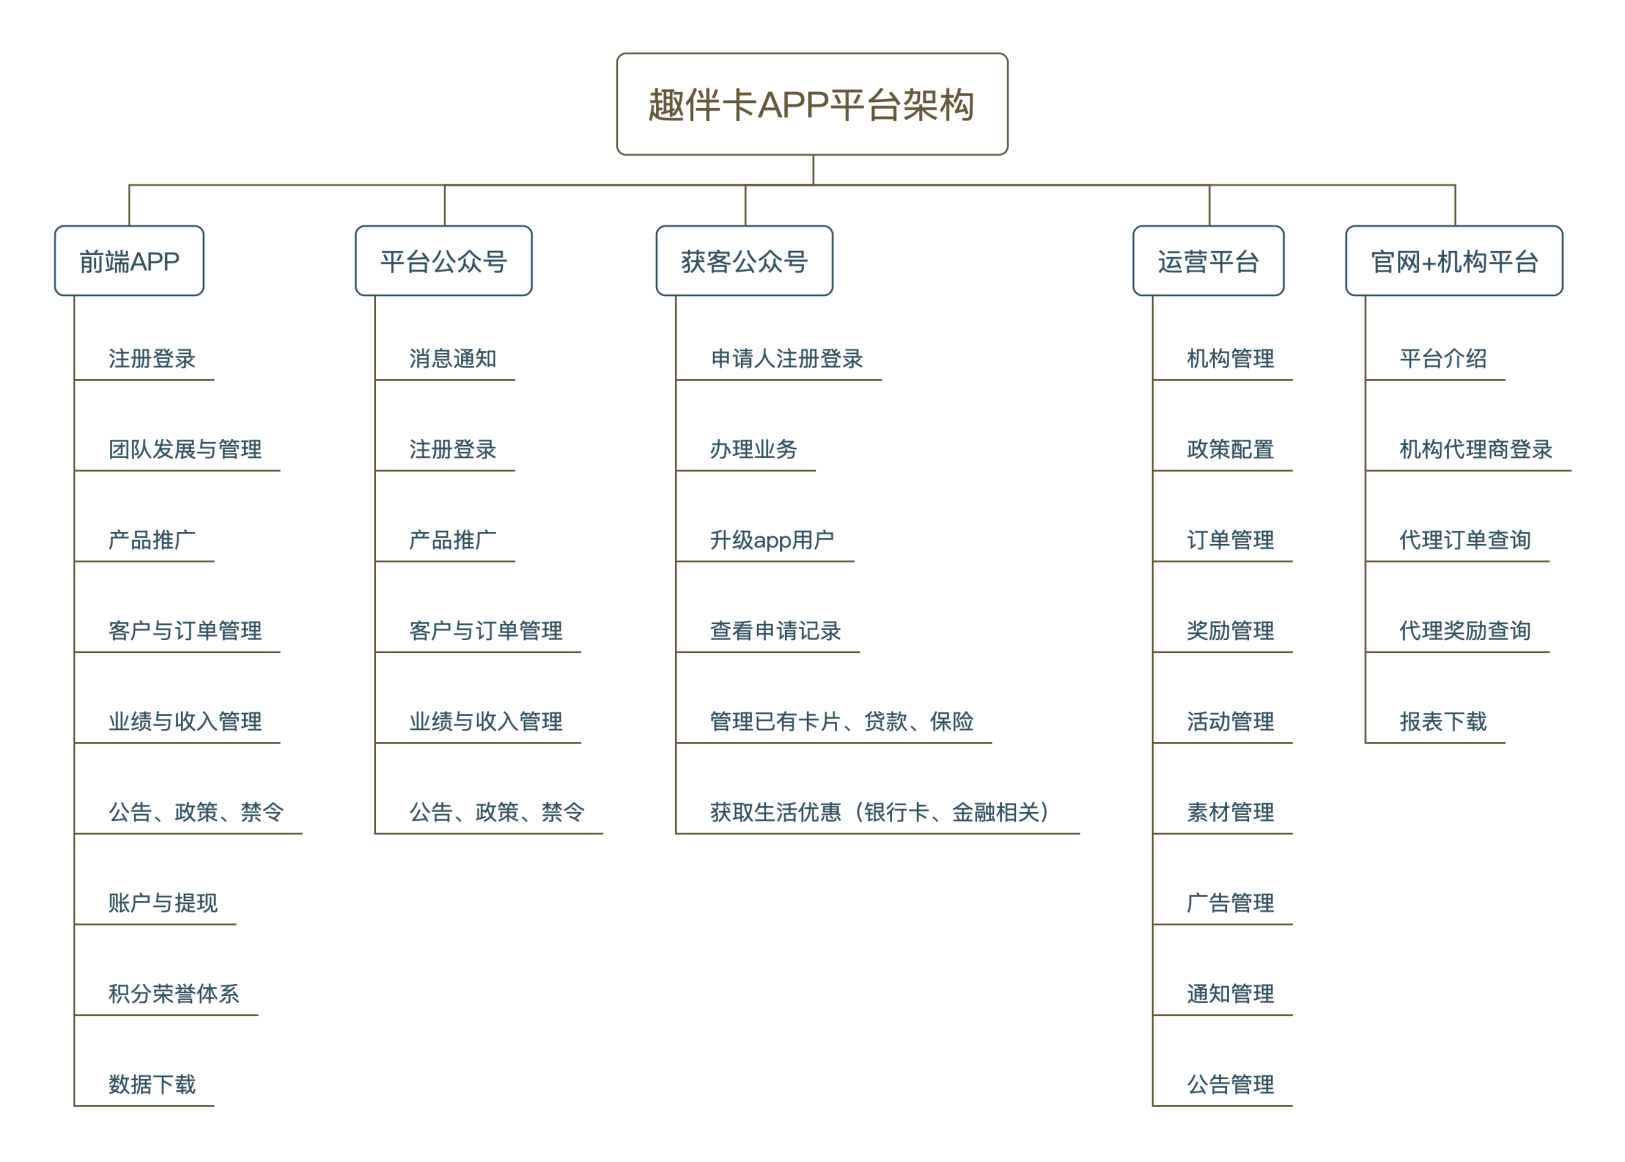 趣伴卡APP平台架构
前端APP
注册登录
团队发展与管理
产品推广
客户与订单管理
业绩与收入管理
公告、政策、禁令
账户与提现
积分荣誉体系
数据下载
平台公众号
消息通知
注册登录
产品推广
客户与订单管理
业绩与收入管理
公告、政策、禁令
获客公众号
申请人注册登录
办理业务
升级app用户
查看申请记录
管理已有卡片、贷款、保险
获取生活优惠（银行卡、金融相关）
运营平台
机构管理
政策配置
订单管理
奖励管理
活动管理
素材管理
广告管理
通知管理
公告管理
官网+机构平台
平台介绍
机构代理商登录
代理订单查询
代理奖励查询
报表下载